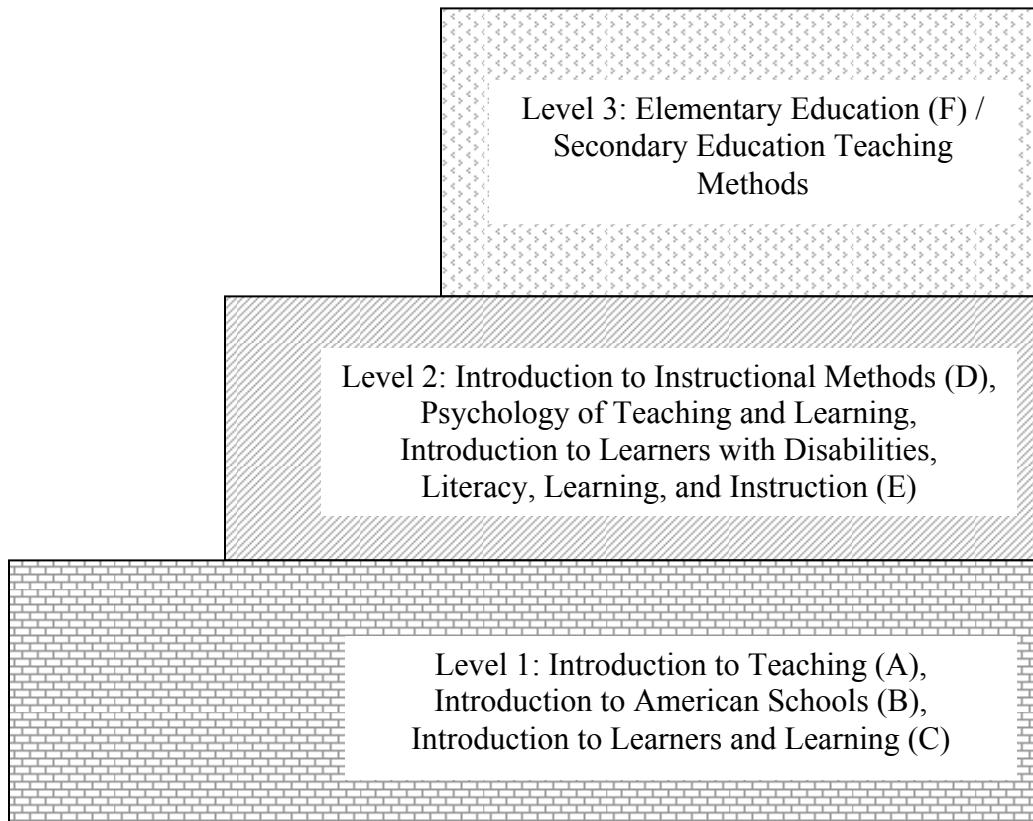 Level 3: Elementary Education (F) /
Secondary Education Teaching
Methods
Level 2: Introduction to Instructional Methods (D),
Psychology of Teaching and Learning,
Introduction to Learners with Disabilities,
Literacy, Learning, and Instruction (E)
Level 1: Introduction to Teaching (A),
Introduction to American Schools (B),
Introduction to Learners and Learning (C)